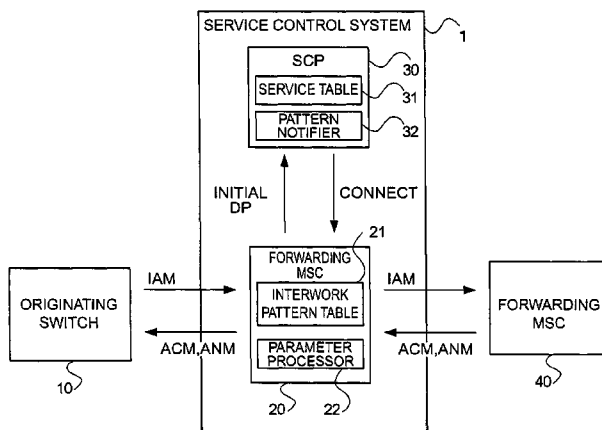 SERVICE CONTROL SYSTEM
1
SCP
30
SERVICE TABLE
31
PATTERN
NOTIFIER
32
INITIAL
DP
CONNECT
21
FORWARDING
MSC
INTERWORK
PATTERN TABLE
PARAMETER
PROCESSOR
20
22
ORIGINATING
SWITCH
10
IAM
ACM,ANM
IAM
ACM,ANM
FORWARDING
MSC
40